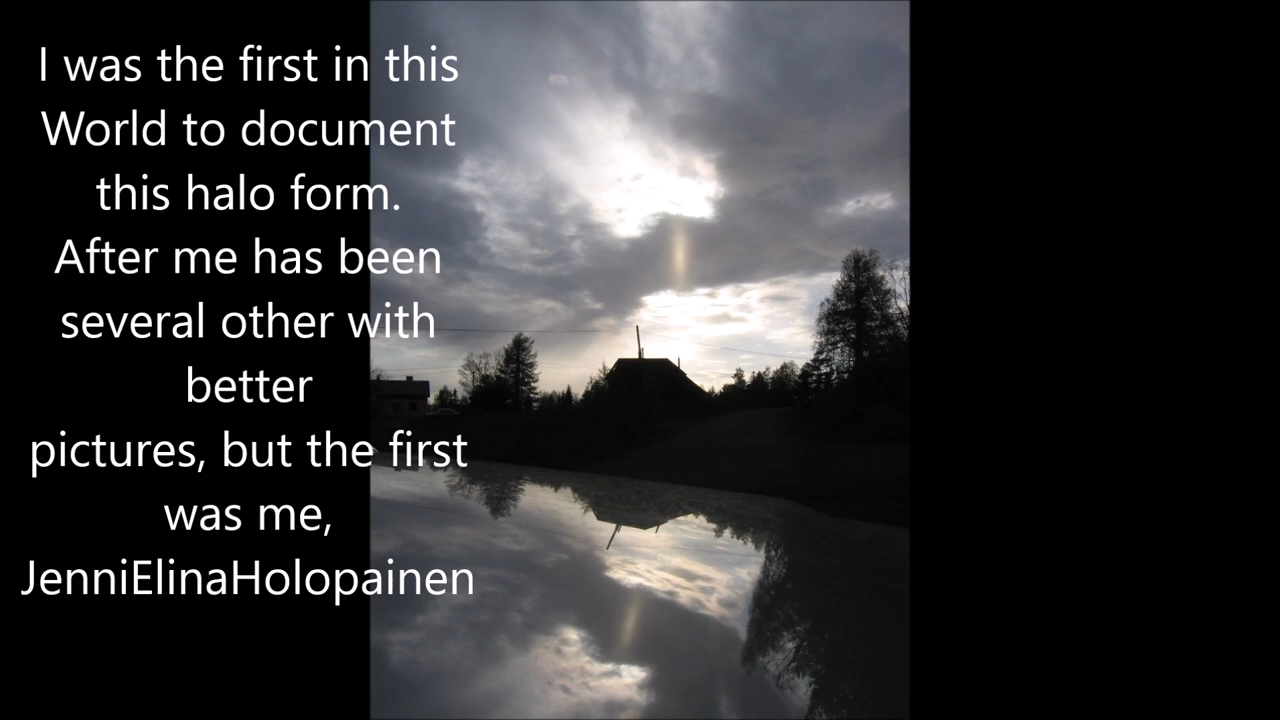 I was the first in this
World to document
this halo form.
After me has been
several other with
better
pictures, but the first
was me,
JenniElinaHolopainen